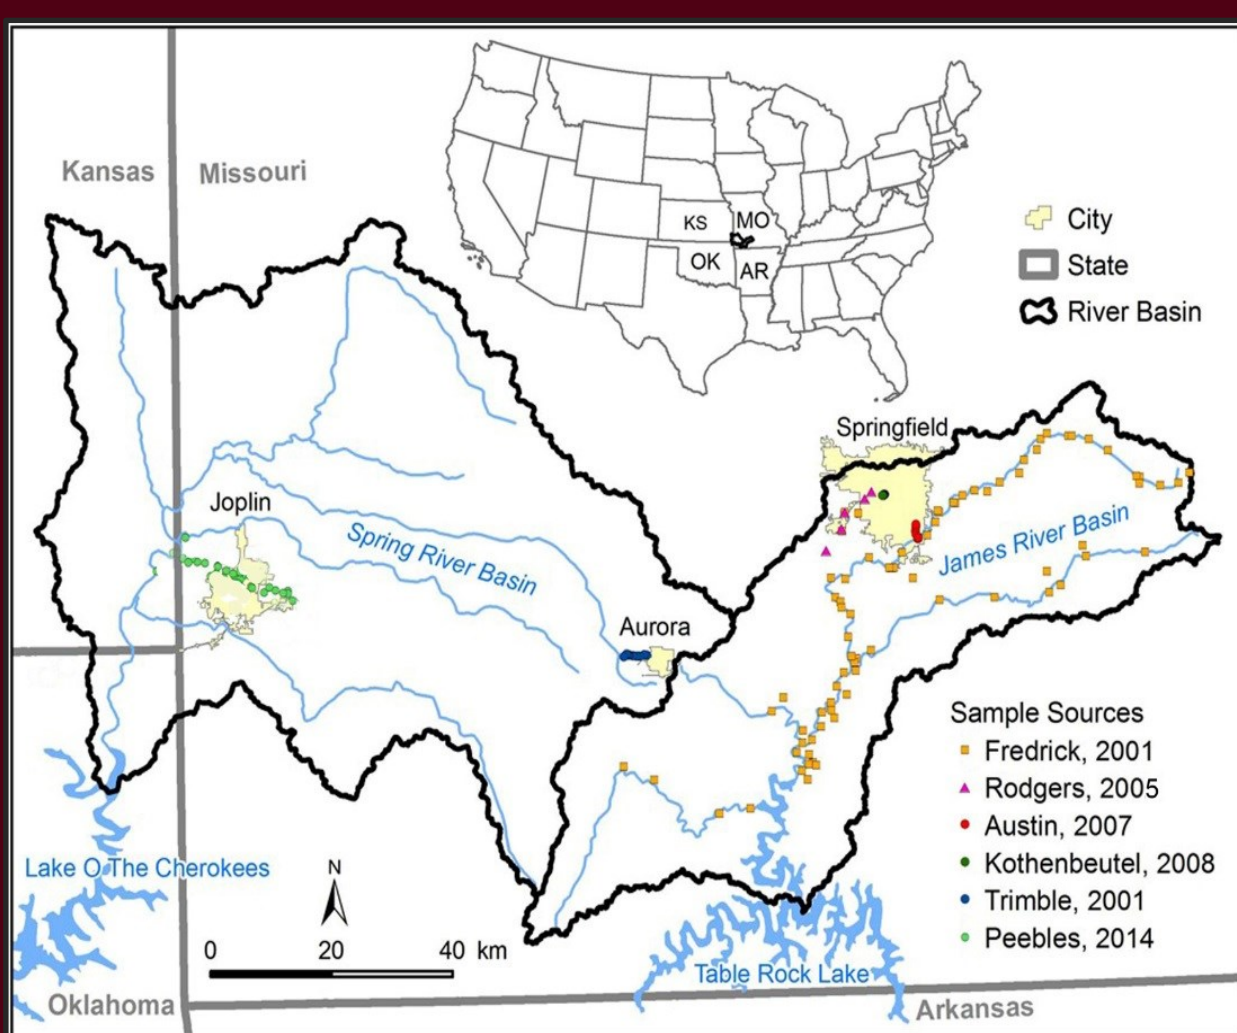 Kansas
Missouri
KS
MO
OK
AR
City
State
River Basin
Springfield
Joplin
Spring River Basin
James River Basin
Aurora
Sample Sources
Fredrick, 2001
Rodgers, 2005
Austin, 2007
Kothenbeutel, 2008
Trimble, 2001
Peebles, 2014
Lake O The Cherokees
N
0 20 40 km
Table Rock Lake
Oklahoma
Arkansas